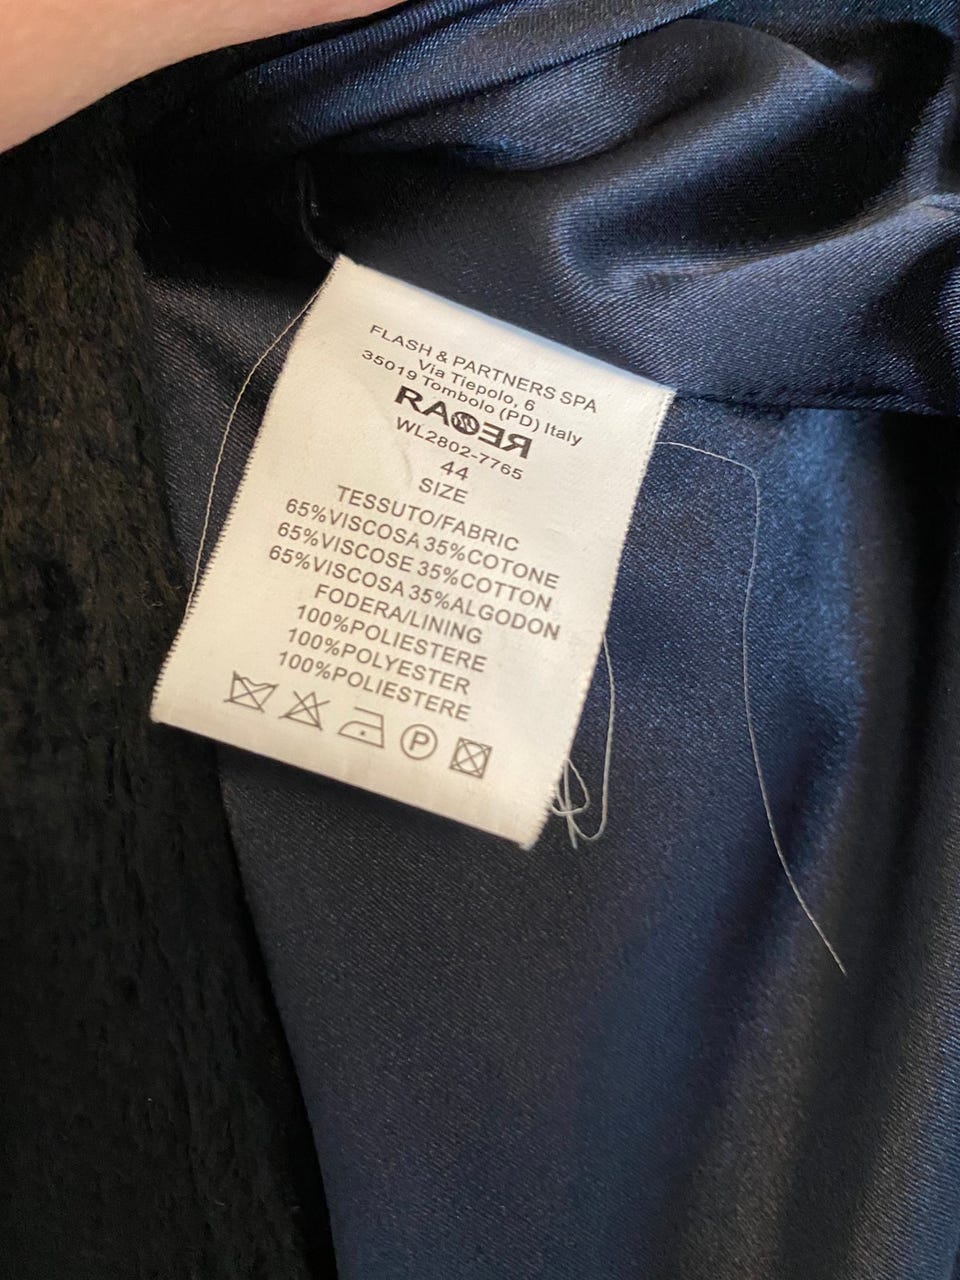 FLASH & PARTNERS SPA
Via Tiepolo, 6
35019 Tombolo (PD) Italy
WL2802-7765
44
SIZE
TESSUTO/FABRIC
65%VISCOSA 35%COTONE
65%VISCOSE 35%COTTON
65%VISCOSA 35%ALGODON
FODERA/LINING
100%POLIESTERE
100%POLYESTER
100%POLIESTERE
P